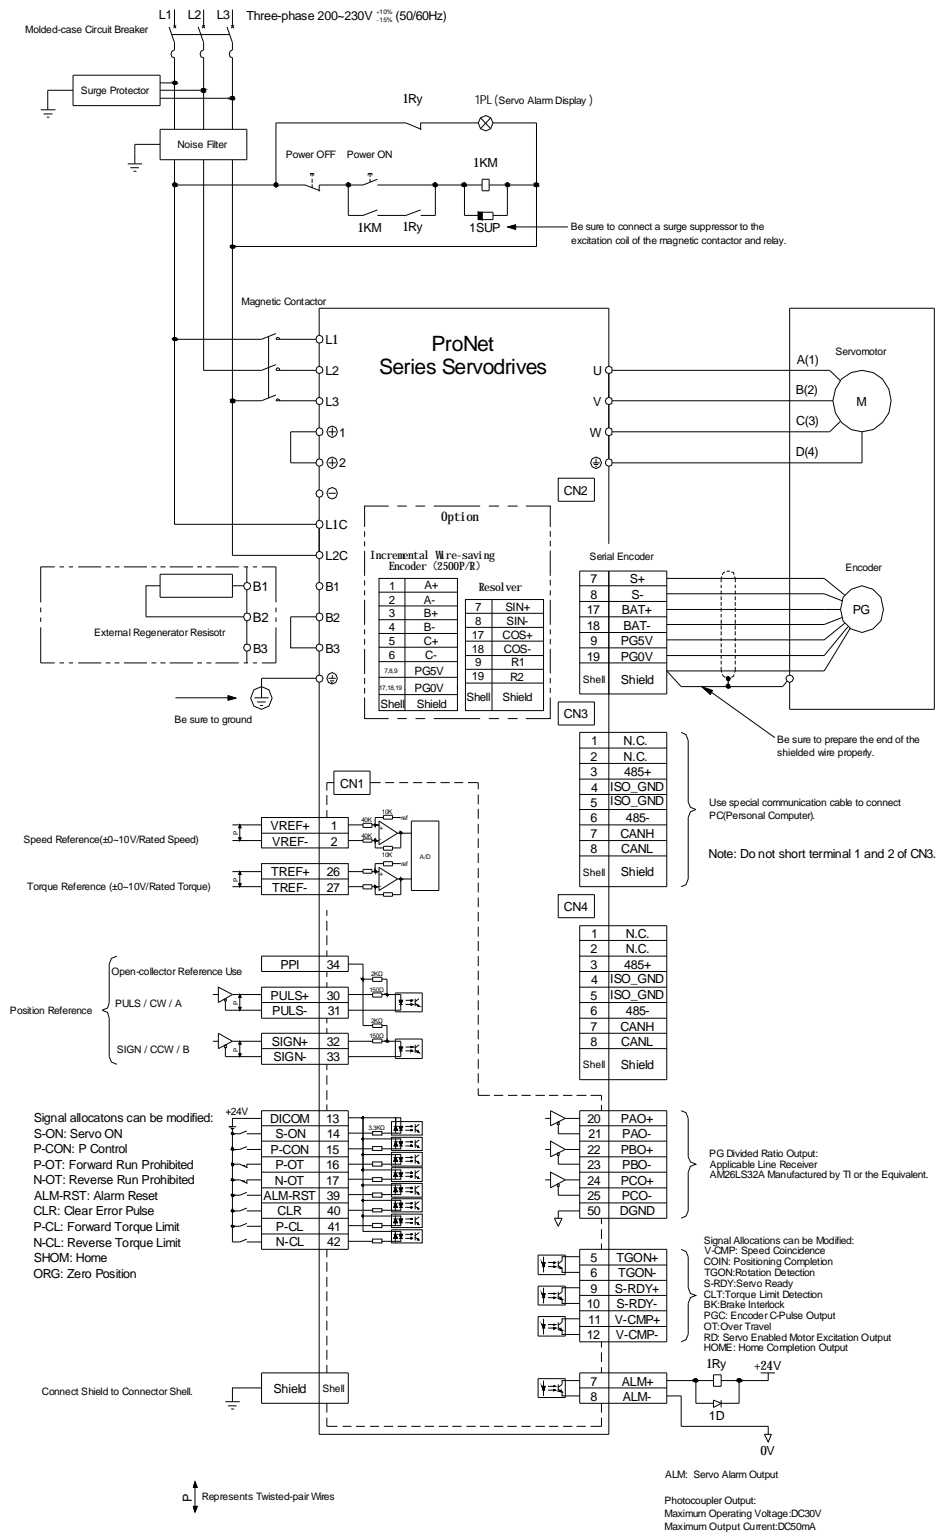 L1 L2 L3 Three-phase 200~230V +10% -15% (50/60Hz)
Molded-case Circuit Breaker
Surge Protector
Noise Filter
1Ry
1PL (Servo Alarm Display )
Power OFF Power ON
1KM
1KM 1Ry 1SUP
Be sure to connect a surge suppressor to the
excitation coil of the magnetic contactor and relay.
Magnetic Contactor
ProNet
Series Servodrives
L1
L2
L3
⊕1
⊕2
⊖
L1C
L2C
B1
B2
B3
U
V
W
A(1)
B(2)
C(3)
D(4)
Servomotor
M
CN2
Option
Incremental Wire-saving
Encoder (2500P/R)
1 A+
2 A-
3 B+
4 B-
5 C+
6 C-
7,8,9 PG5V
17,18,19 PG0V
Shell Shield
Resolver
7 SIN+
8 SIN-
17 COS+
18 COS-
9 R1
19 R2
Shell Shield
Serial Encoder
7 S+
8 S-
17 BAT+
18 BAT-
9 PG5V
19 PG0V
Shell Shield
Encoder
PG
B1
B2
B3
External Regenerator Resisotr
Be sure to ground
Be sure to prepare the end of the
shielded wire properly.
CN3
1 N.C.
2 N.C.
3 485+
4 ISO_GND
5 ISO_GND
6 485-
7 CANH
8 CANL
Shell Shield
Use special communication cable to connect
PC(Personal Computer).
Note: Do not short terminal 1 and 2 of CN3.
CN4
1 N.C.
2 N.C.
3 485+
4 ISO_GND
5 ISO_GND
6 485-
7 CANH
8 CANL
Shell Shield
CN1
Speed Reference(±0~10V/Rated Speed)
P
VREF+ 1
VREF- 2
10K
40K
40K
ref
Torque Reference (±0~10V/Rated Torque)
P
TREF+ 26
TREF- 27
10K
ref
A/D
Position Reference
Open-collector Reference Use
PULS / CW / A
SIGN / CCW / B
PPI 34
P
PULS+ 30
PULS- 31
2KΩ
150Ω
P
SIGN+ 32
SIGN- 33
2KΩ
150Ω
Signal allocatons can be modified:
S-ON: Servo ON
P-CON: P Control
P-OT: Forward Run Prohibited
N-OT: Reverse Run Prohibited
ALM-RST: Alarm Reset
CLR: Clear Error Pulse
P-CL: Forward Torque Limit
N-CL: Reverse Torque Limit
SHOM: Home
ORG: Zero Position
+24V
DICOM 13
S-ON 14
P-CON 15
P-OT 16
N-OT 17
ALM-RST 39
CLR 40
P-CL 41
N-CL 42
3.3KΩ
20 PAO+
21 PAO-
22 PBO+
23 PBO-
24 PCO+
25 PCO-
50 DGND
PG Divided Ratio Output:
Applicable Line Receiver
AM26LS32A Manufactured by TI or the Equivalent.
5 TGON+
6 TGON-
9 S-RDY+
10 S-RDY-
11 V-CMP+
12 V-CMP-
Signal Allocations can be Modified:
V-CMP: Speed Coincidence
COIN: Positioning Completion
TGON:Rotation Detection
S-RDY:Servo Ready
CLT:Torque Limit Detection
BK:Brake Interlock
PGC: Encoder C-Pulse Output
OT:Over Travel
RD: Servo Enabled Motor Excitation Output
HOME: Home Completion Output
Connect Shield to Connector Shell.
Shield Shell
7 ALM+
8 ALM-
1Ry
+24V
1D
0V
ALM: Servo Alarm Output
P Represents Twisted-pair Wires
Photocoupler Output:
Maximum Operating Voltage:DC30V
Maximum Output Current:DC50mA